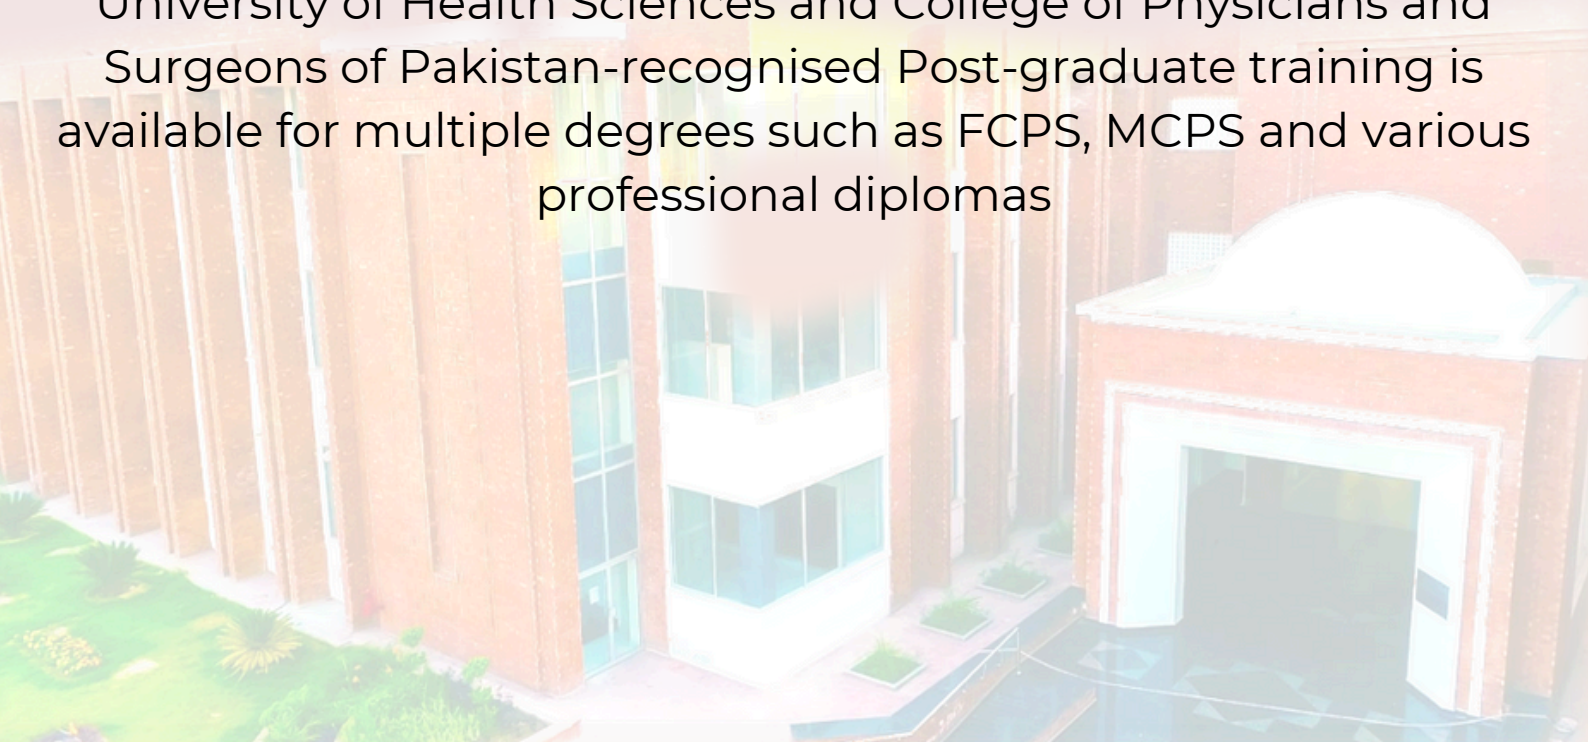 University of Health Sciences and College of Physicians and
Surgeons of Pakistan-recognised Post-graduate training is
available for multiple degrees such as FCPS, MCPS and various
professional diplomas